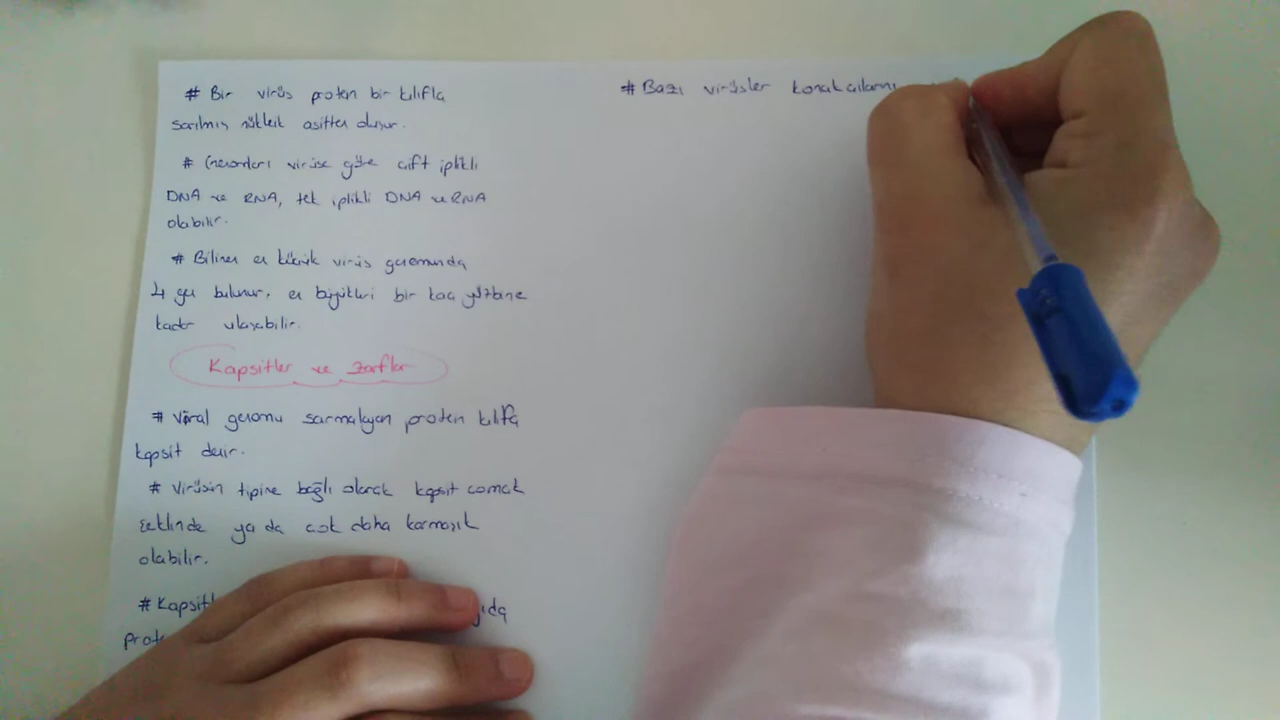 # Bir virüs protein bir kılıfla
sarılmış nükleik asitten oluşur.
# Genomları virüse göre çift iplikli
DNA ve RNA, tek iplikli DNA ve RNA
olabilir.
# Bilinen en küçük virüs genomunda
4 gen bulunur, en büyükleri bir kaç yüzbine
kadar ulaşabilir.
Kapsitler ve zarflar
# Viral genomu sarmalayan protein kılıfa
kapsit denir.
# Virüsün tipine bağlı olarak kapsit çomak
şeklinde ya da çok daha karmaşık
olabilir.
# Kapsitl
# Bazı virüsler konakçılarını